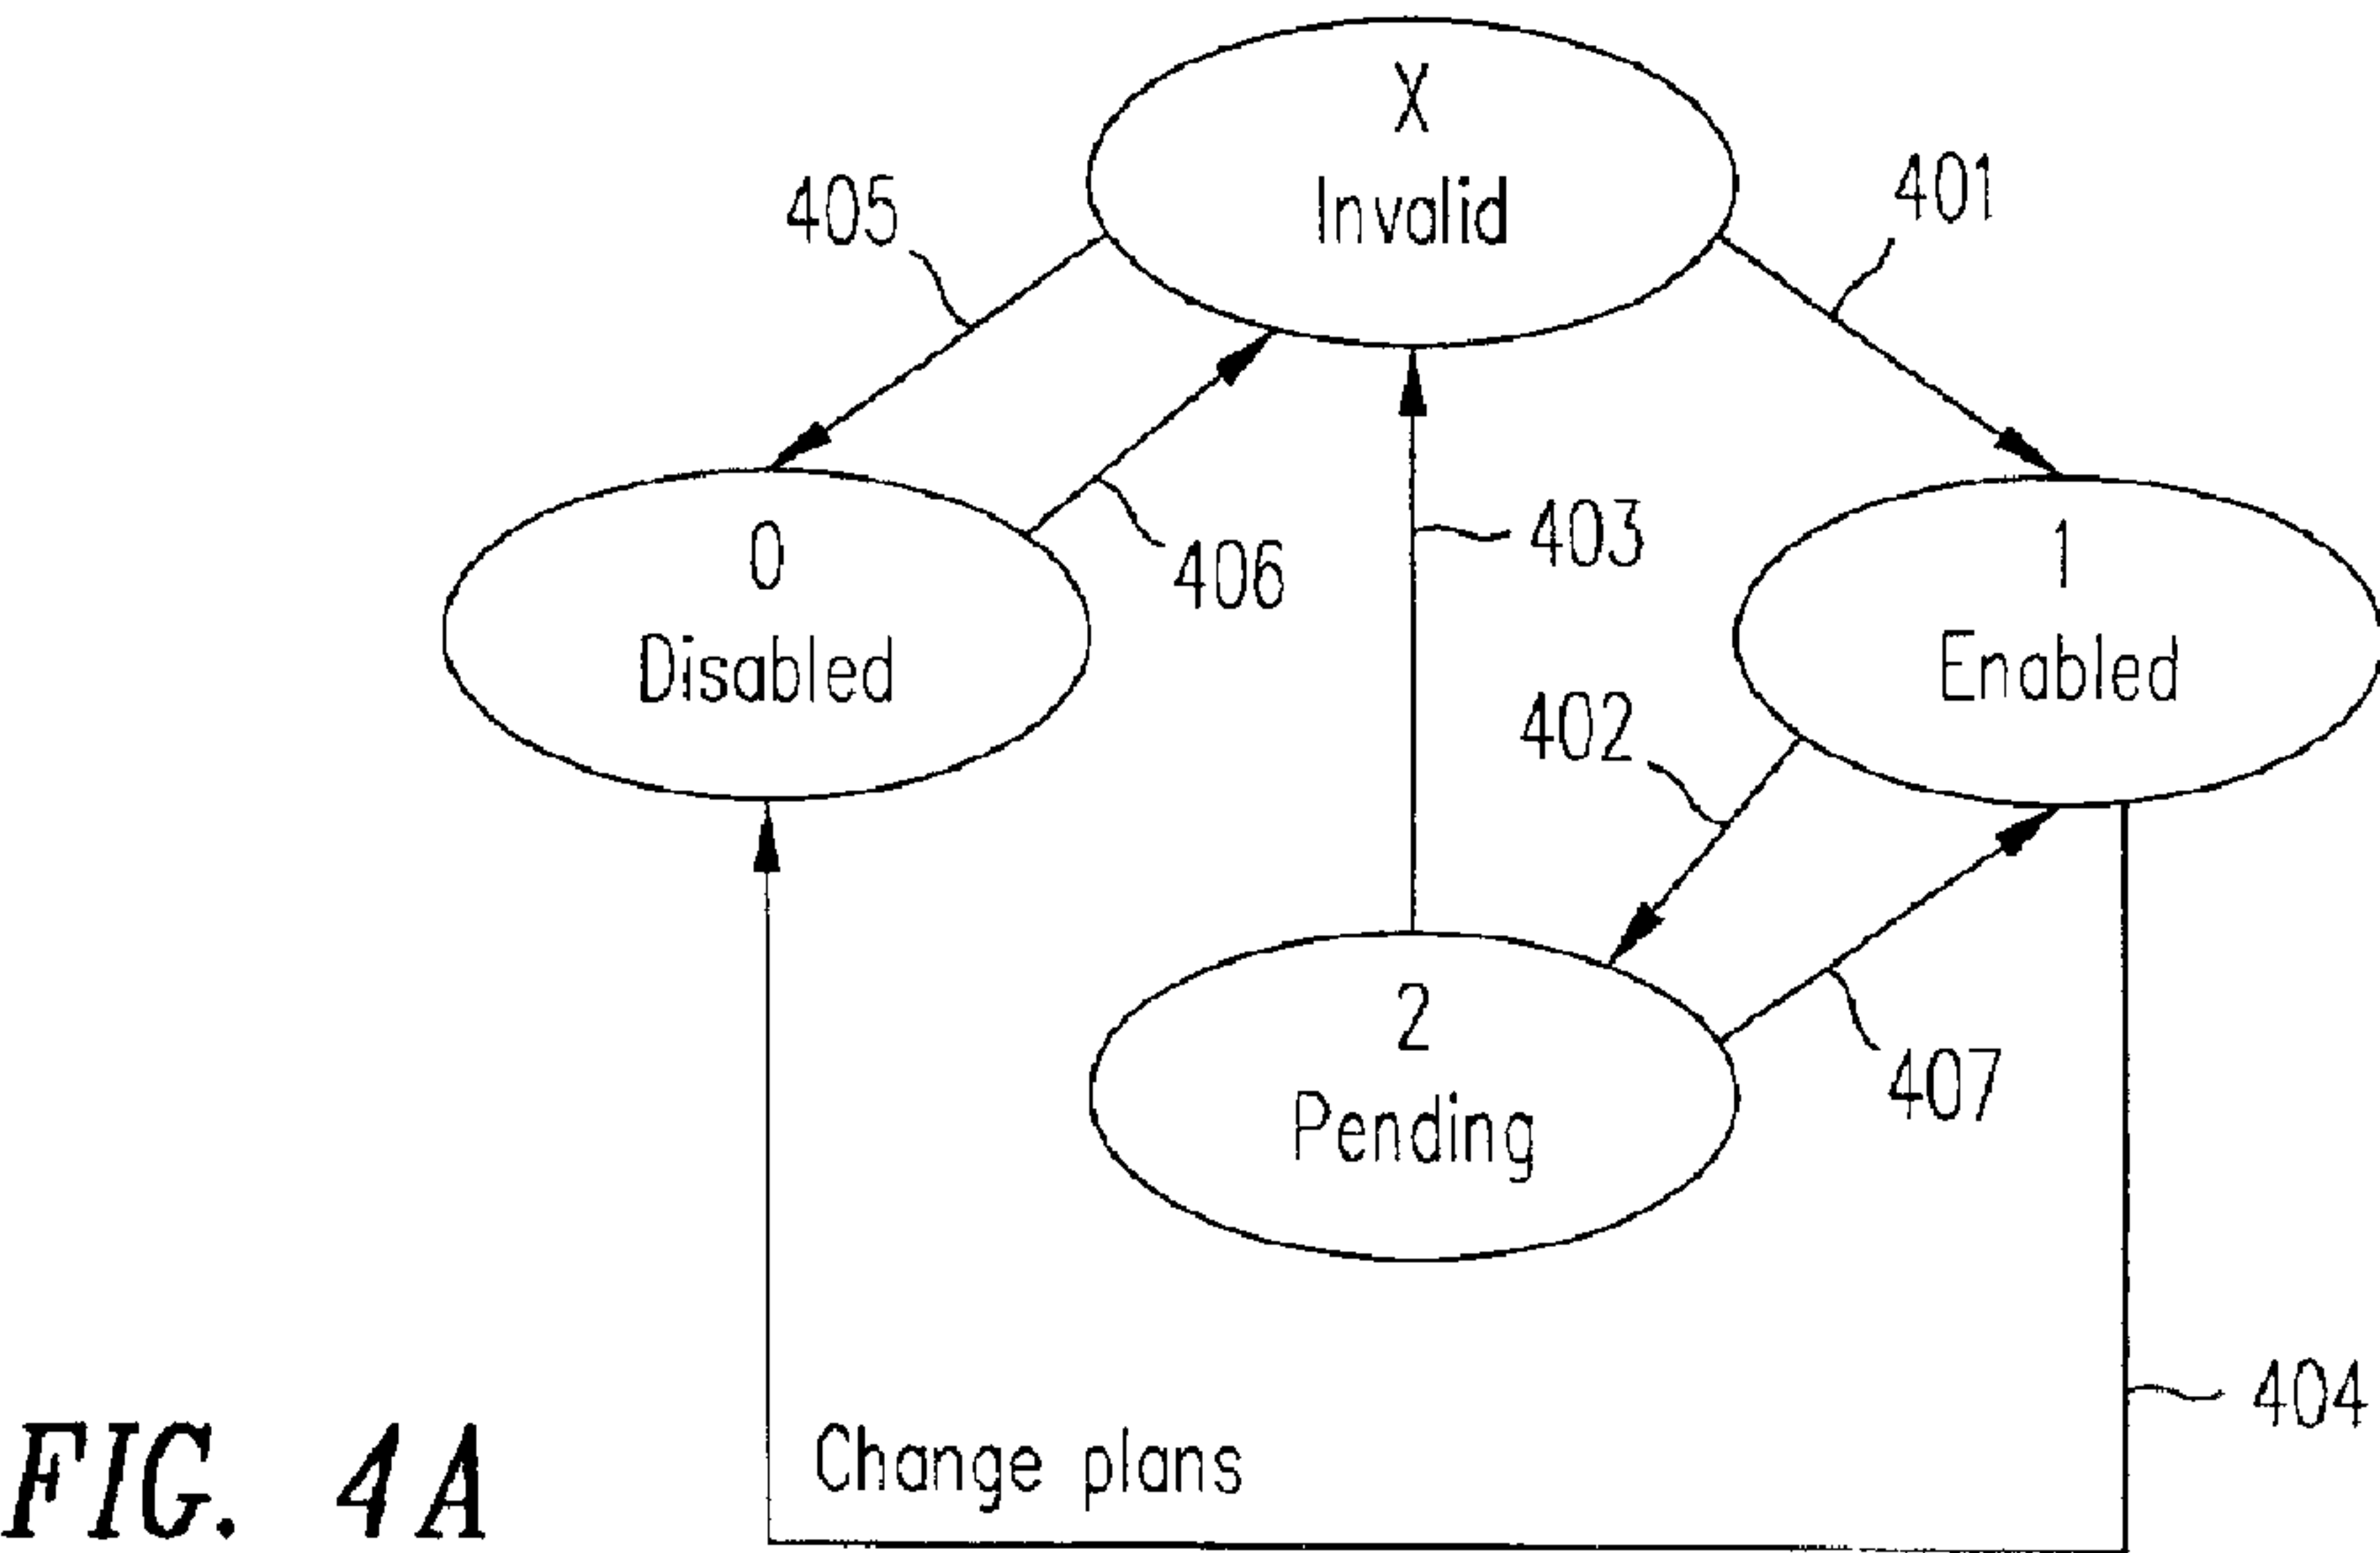 X
Invalid
405
401
0
Disabled
406
403
1
Enabled
402
2
Pending
407
404
Change plans
FIG. 4A